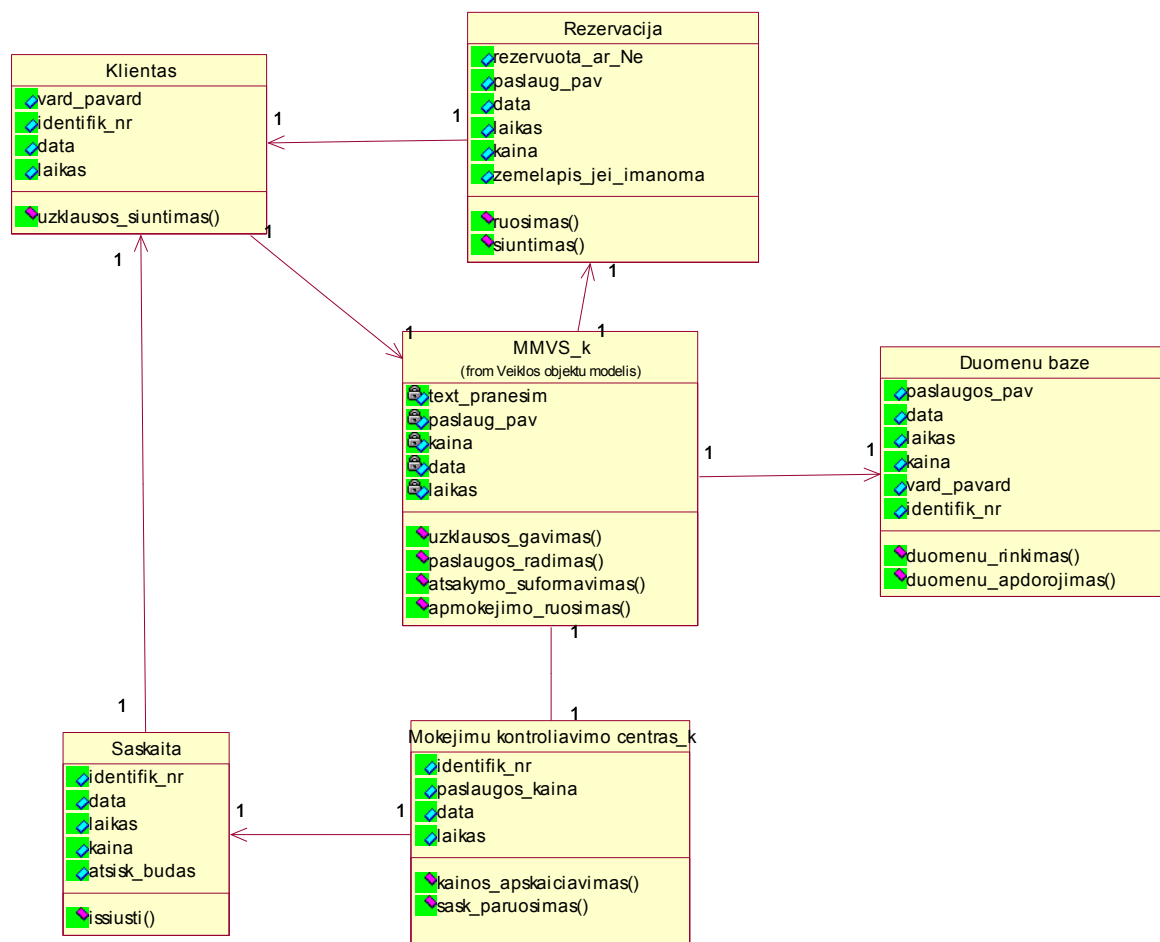 Rezervacija
rezervuota_ar_Ne
paslaug_pav
data
laikas
kaina
zemelapis_jei_imanoma
ruosimas()
siuntimas()
Klientas
vard_pavard
identifik_nr
data
laikas
uzklausos_siuntimas()
1
1
1
1
1
1
1
MMVS_k
(from Veiklos objektu modelis)
text_pranesim
paslaug_pav
kaina
data
laikas
uzklausos_gavimas()
paslaugos_radimas()
atsakymo_suformavimas()
apmokejimo_ruosimas()
1
1
Duomenu baze
paslaugos_pav
data
laikas
kaina
vard_pavard
identifik_nr
duomenu_rinkimas()
duomenu_apdorojimas()
1
1
1
Saskaita
identifik_nr
data
laikas
kaina
atsisk_budas
issiusti()
1
1
Mokejimu kontroliavimo centras_k
identifik_nr
paslaugos_kaina
data
laikas
kainos_apskaiciavimas()
sask_paruosimas()